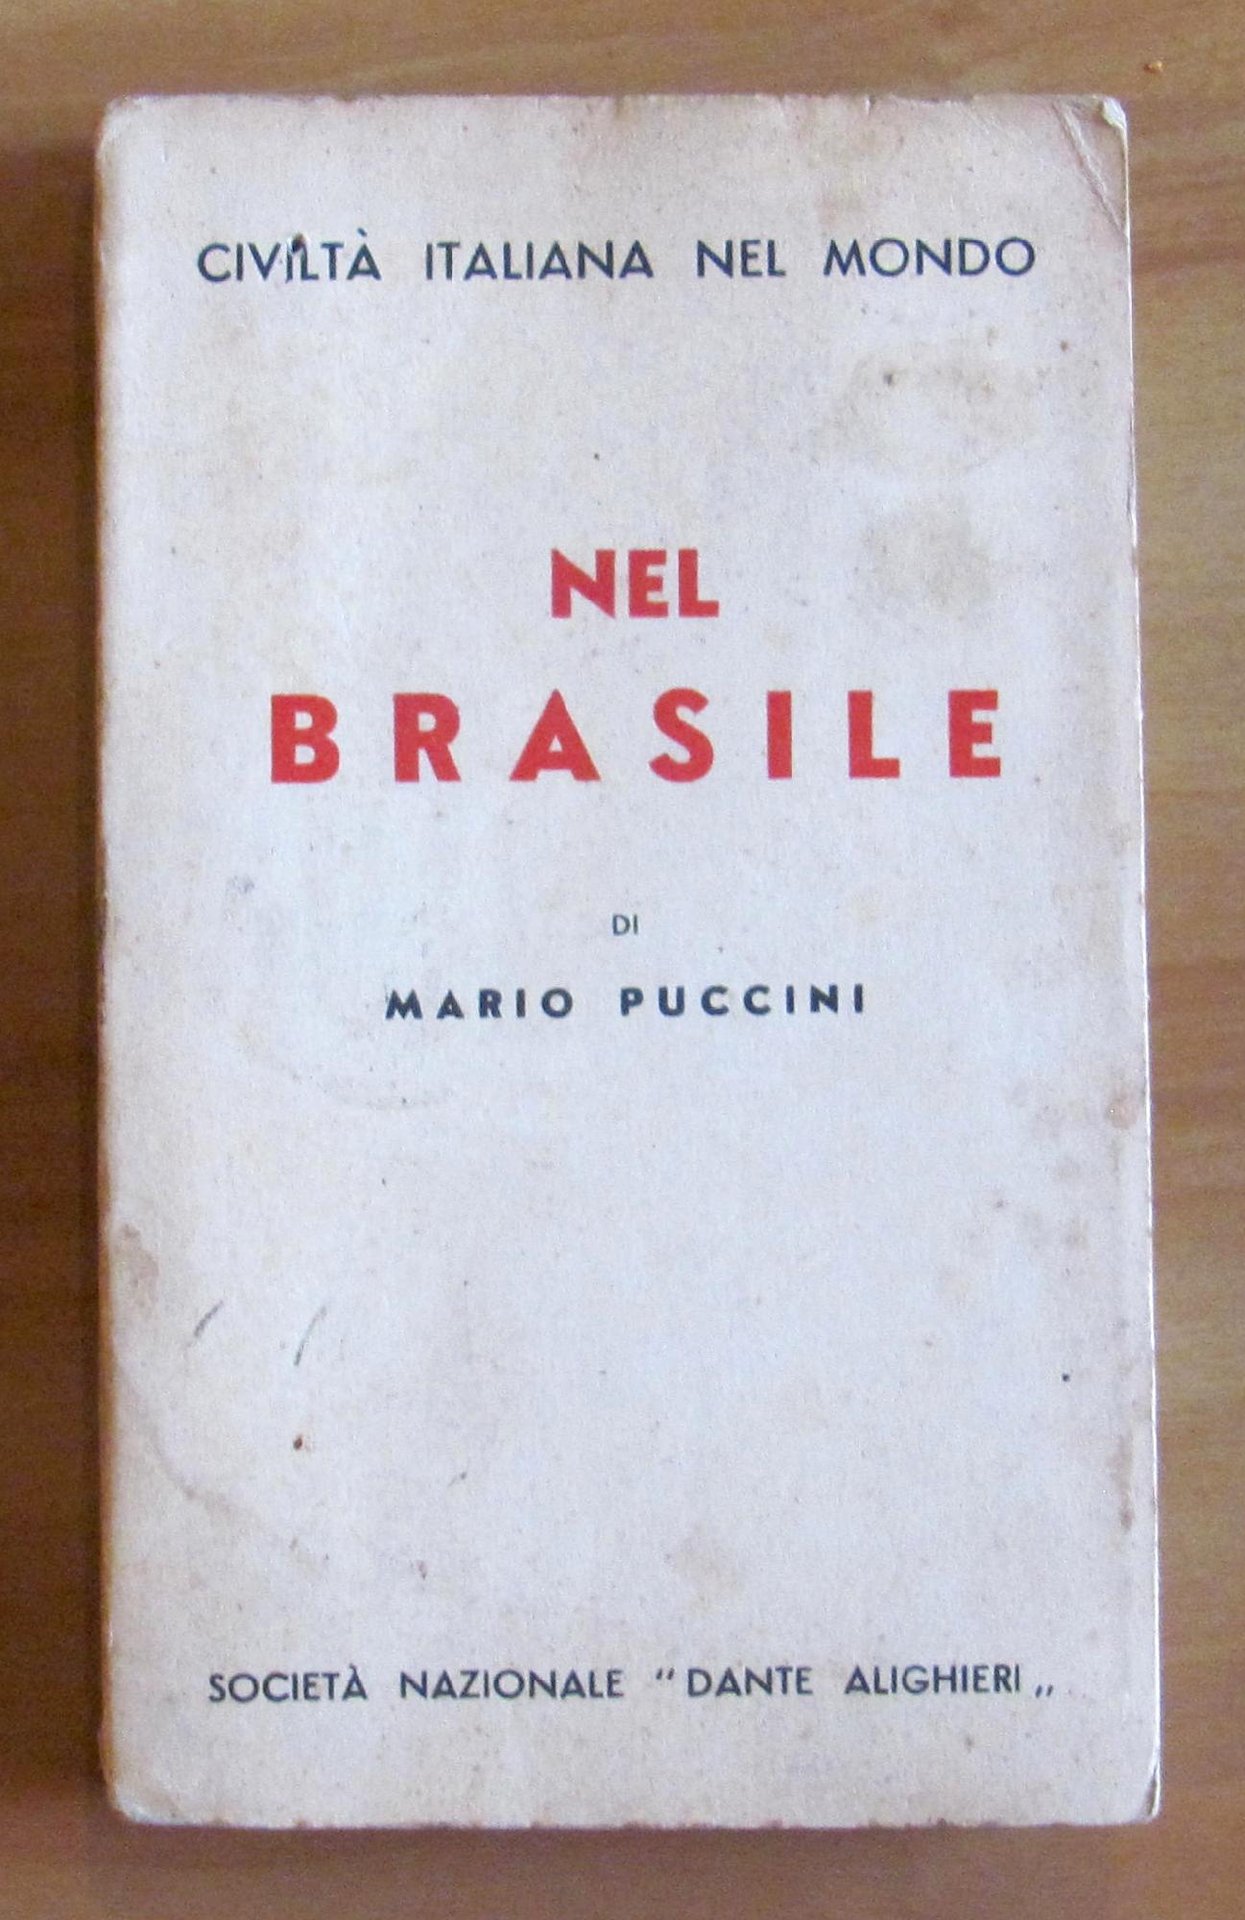 CIVILTÀ ITALIANA NEL MONDO
NEL
BRASILE
DI
MARIO PUCCINI
SOCIETÀ NAZIONALE “DANTE ALIGHIERI„